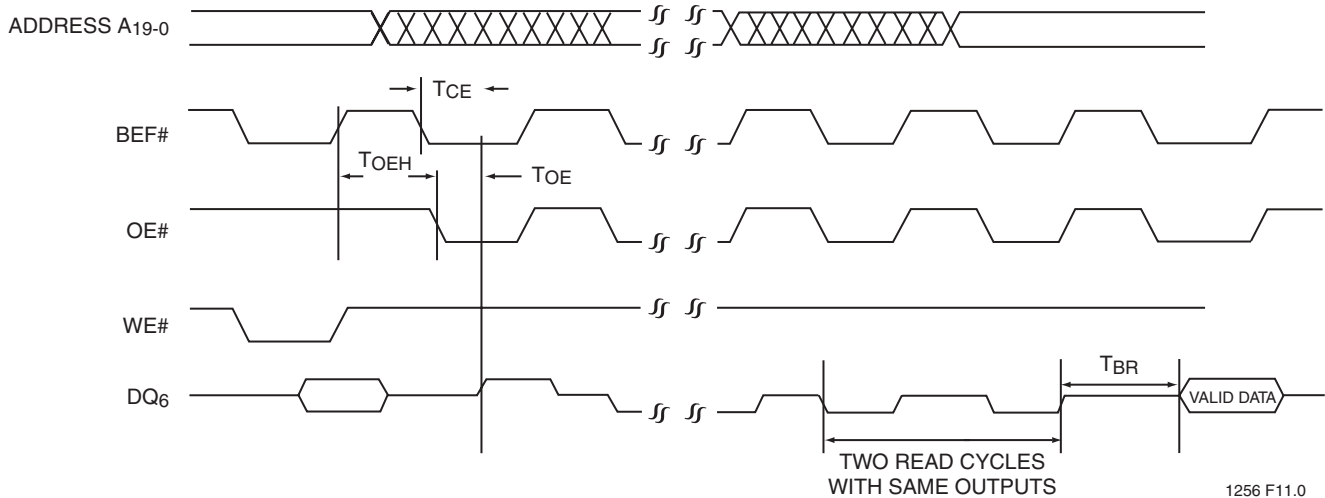 ADDRESS A19-0
TCE
BEF#
TOEH
TOE
OE#
WE#
TBR
DQ6
VALID DATA
TWO READ CYCLES
WITH SAME OUTPUTS
1256 F11.0